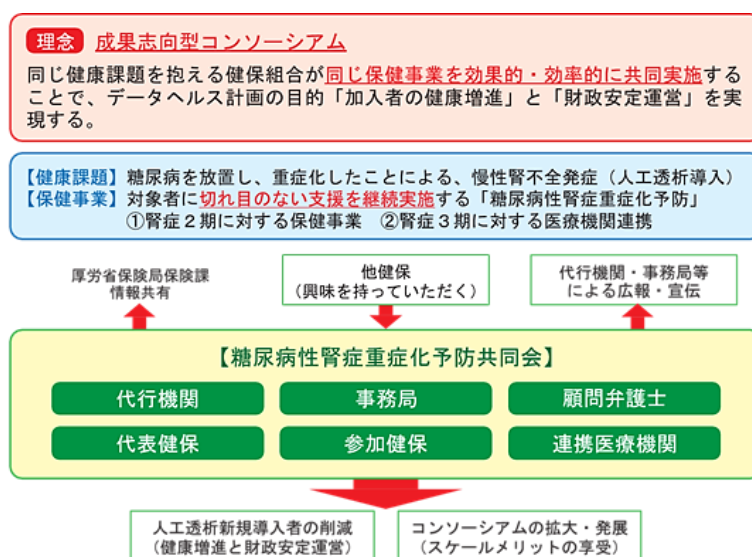 理念 成果志向型コンソーシアム
同じ健康課題を抱える健保組合が同じ保健事業を効果的・効率的に共同実施する
ことで、データヘルス計画の目的「加入者の健康増進」と「財政安定運営」を実
現する。
【健康課題】糖尿病を放置し、重症化したことによる、慢性腎不全発症（人工透析導入）
【保健事業】対象者に切れ目のない支援を継続実施する「糖尿病性腎症重症化予防」
①腎症２期に対する保健事業　②腎症３期に対する医療機関連携
厚労省保険局保険課
情報共有
他健保
（興味を持っていただく）
代行機関・事務局等
による広報・宣伝
【糖尿病性腎症重症化予防共同会】
代行機関
事務局
顧問弁護士
代表健保
参加健保
連携医療機関
人工透析新規導入者の削減
（健康増進と財政安定運営）
コンソーシアムの拡大・発展
（スケールメリットの享受）